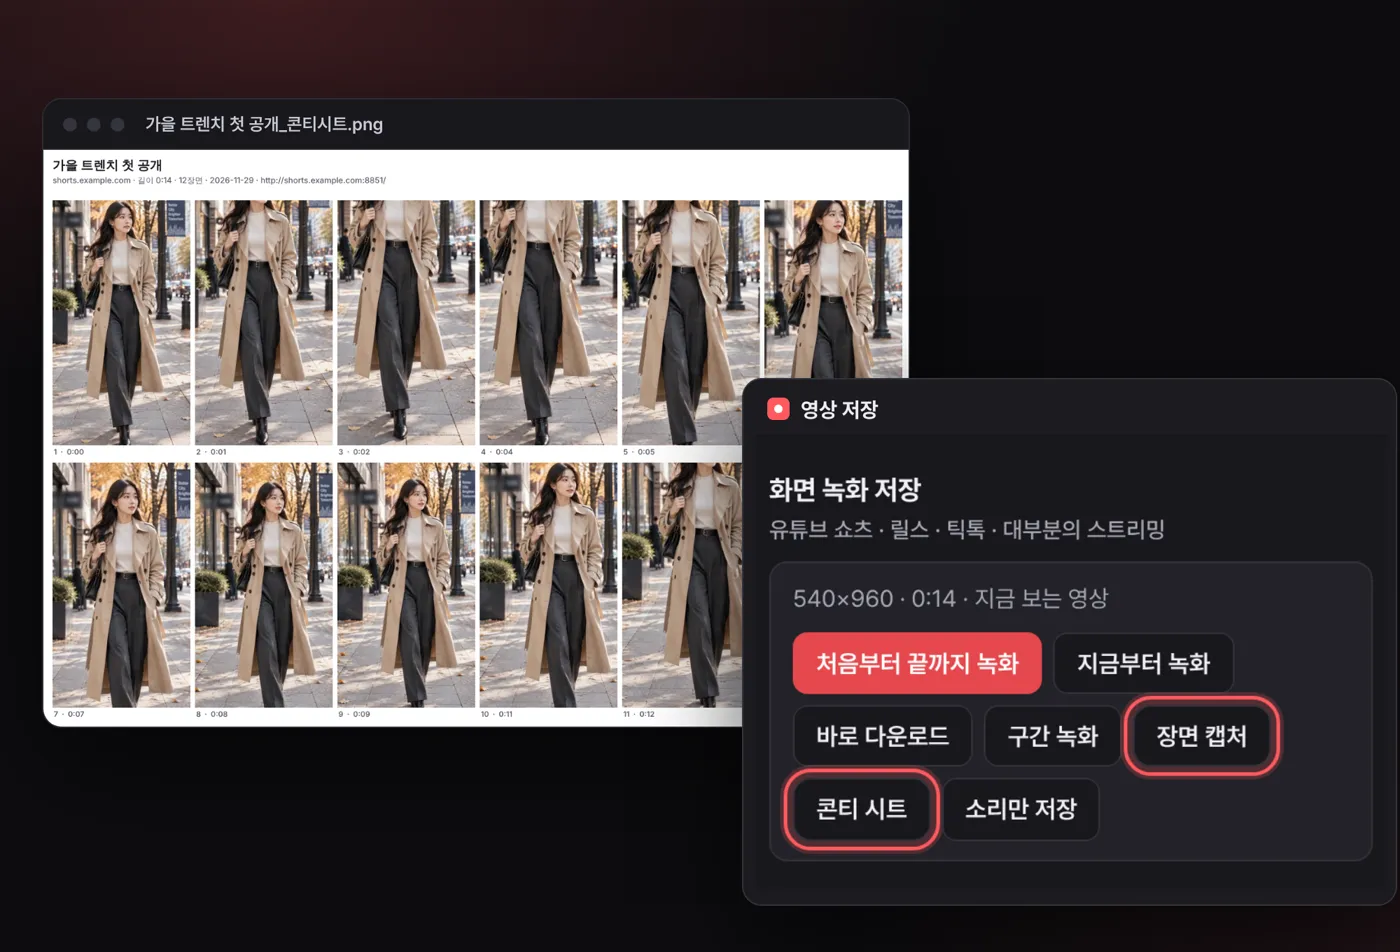 가을 트렌치 첫 공개_콘티시트.png
가을 트렌치 첫 공개
shorts.example.com · 길이 0:14 · 12장면 · 2026-11-29 · http://shorts.example.com:8851/
1 · 0:00
2 · 0:01
3 · 0:02
4 · 0:04
5 · 0:05
7 · 0:07
8 · 0:08
9 · 0:09
10 · 0:11
11 · 0:12
영상 저장
화면 녹화 저장
유튜브 쇼츠 · 릴스 · 틱톡 · 대부분의 스트리밍
540×960 · 0:14 · 지금 보는 영상
처음부터 끝까지 녹화
지금부터 녹화
바로 다운로드
구간 녹화
장면 캡처
콘티 시트
소리만 저장